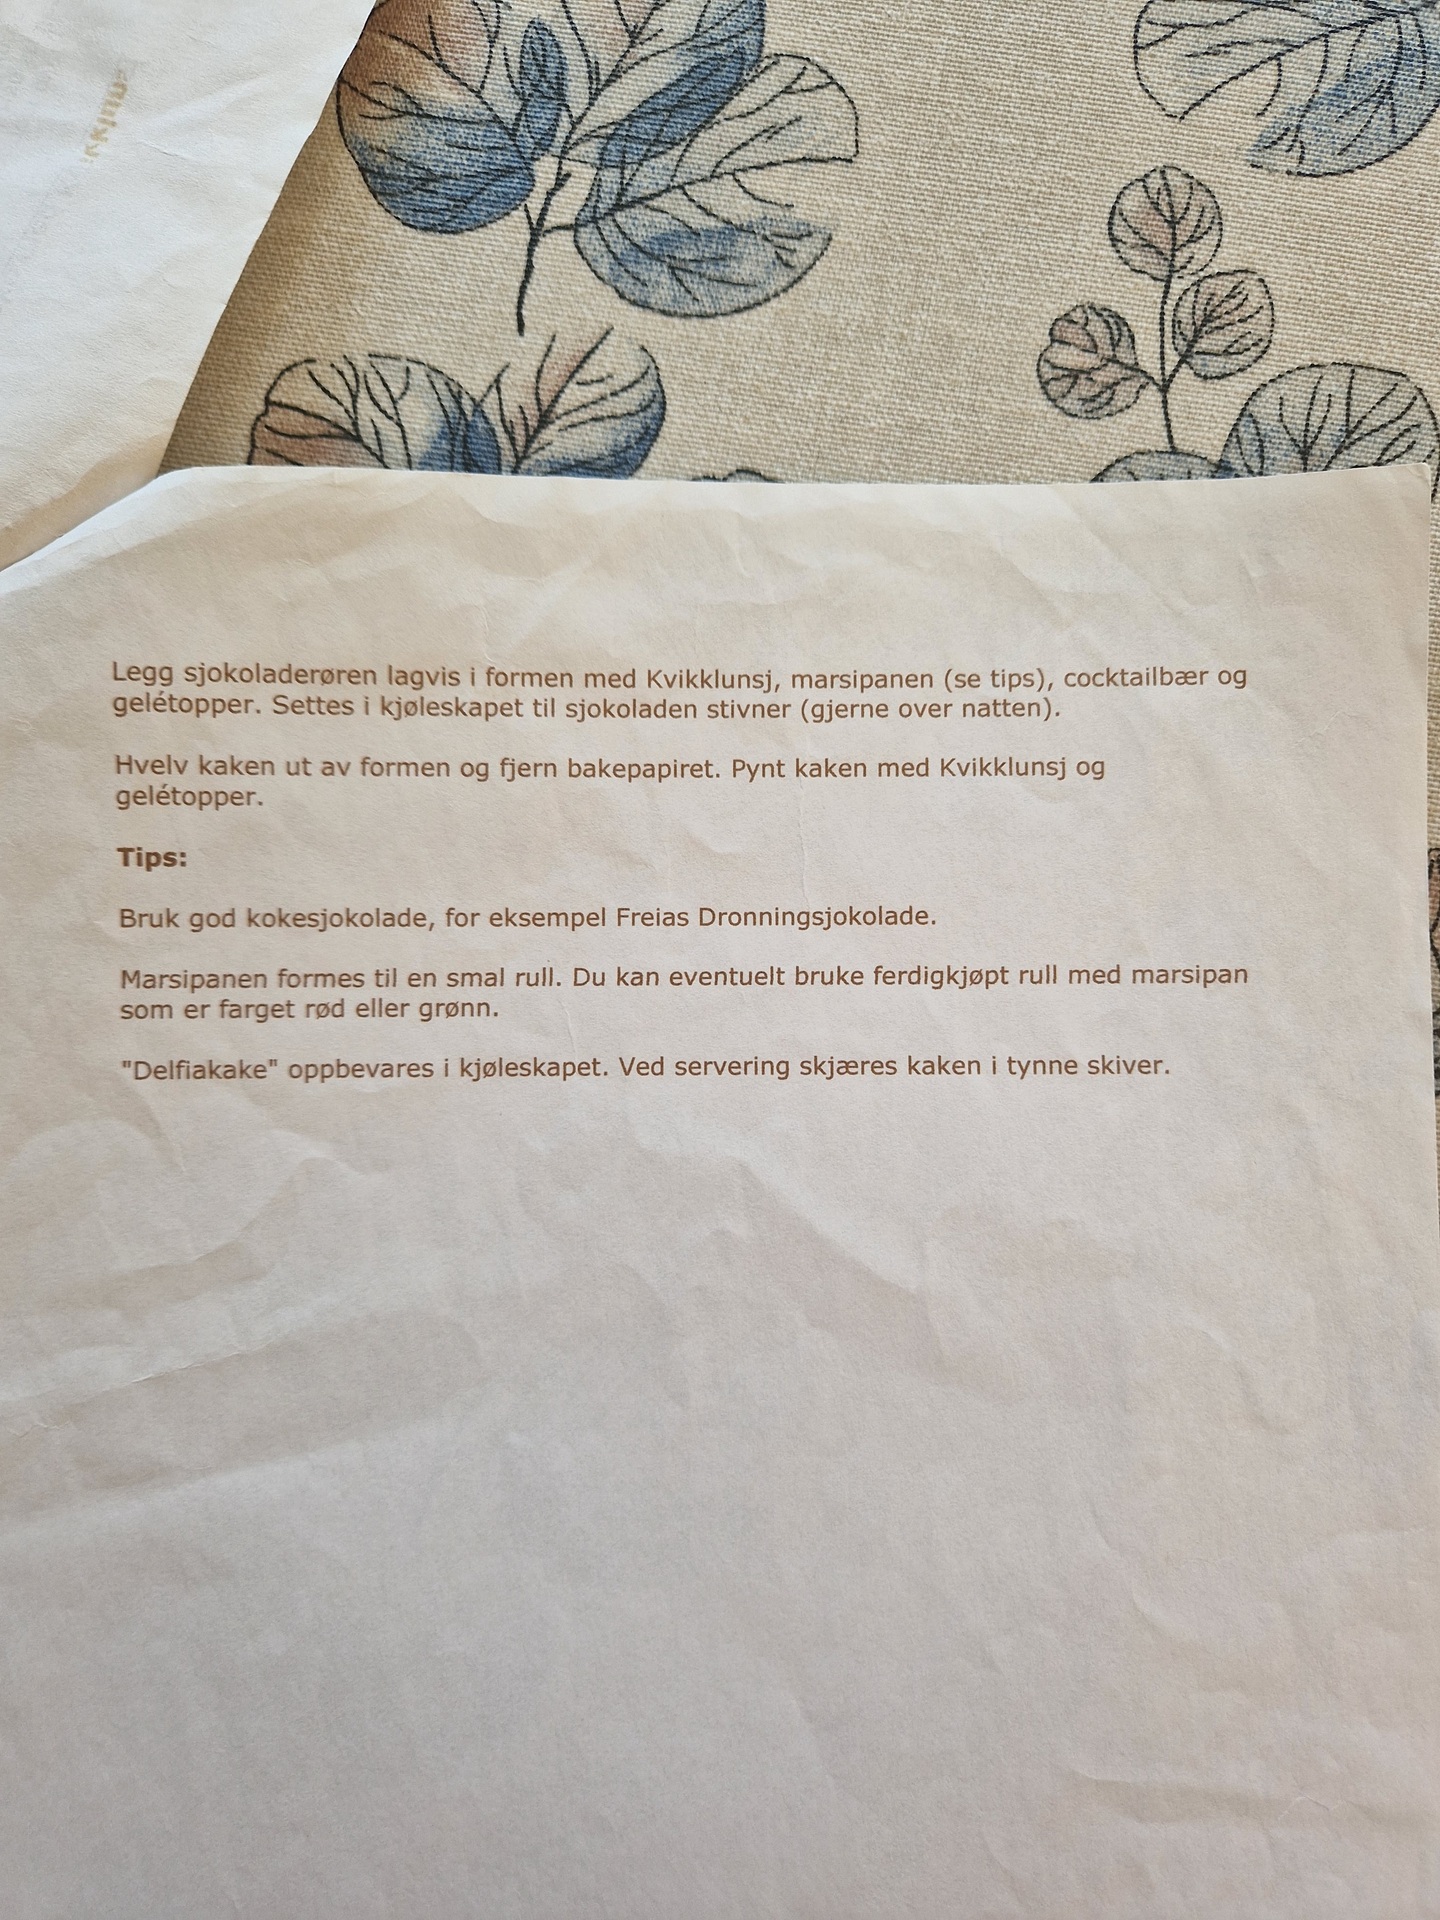 Legg sjokoladerøren lagvis i formen med Kvikklunsj, marsipanen (se tips), cocktailbær og
gelétopper. Settes i kjøleskapet til sjokoladen stivner (gjerne over natten).
Hvelv kaken ut av formen og fjern bakepapiret. Pynt kaken med Kvikklunsj og
gelétopper.
Tips:
Bruk god kokesjokolade, for eksempel Freias Dronningsjokolade.
Marsipanen formes til en smal rull. Du kan eventuelt bruke ferdigkjøpt rull med marsipan
som er farget rød eller grønn.
"Delfiakake" oppbevares i kjøleskapet. Ved servering skjæres kaken i tynne skiver.